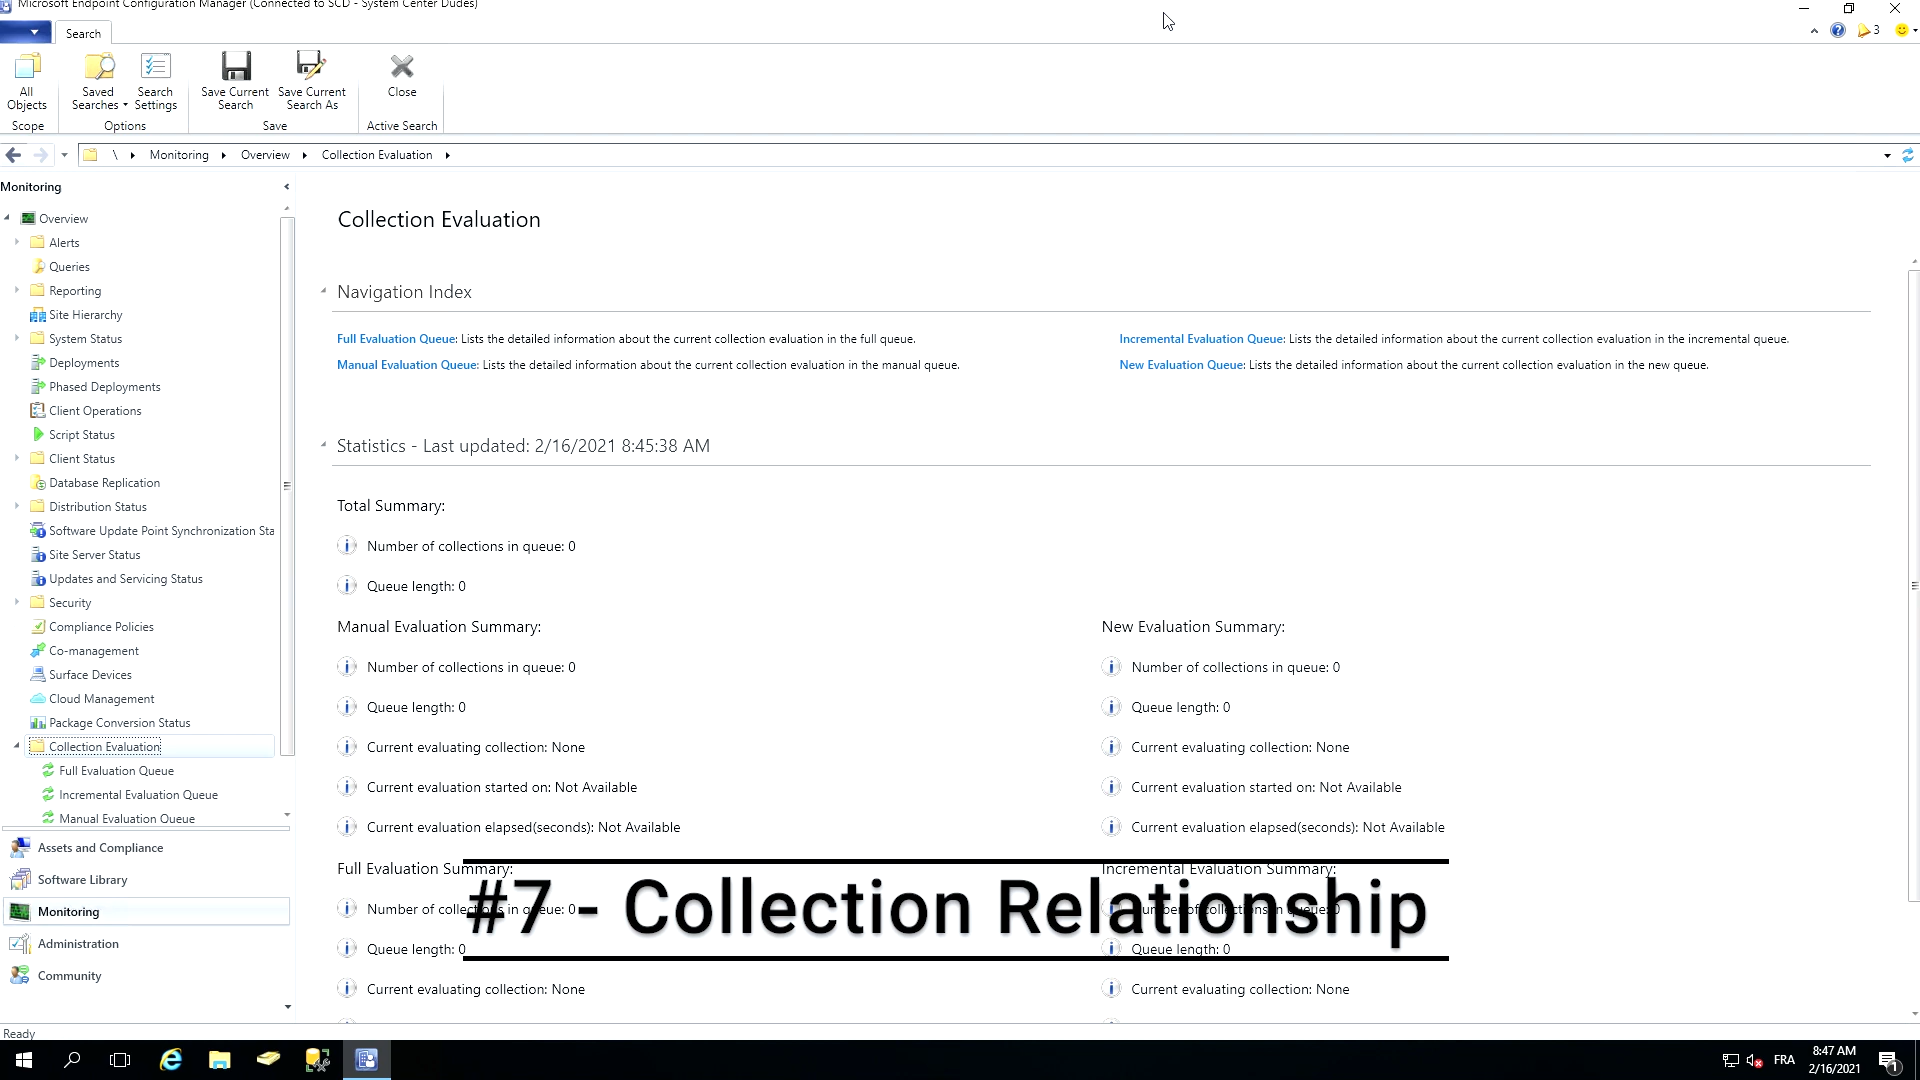 Microsoft Endpoint Configuration Manager (Connected to SCD - System Center Dudes)
Search
3
All Objects
Saved Searches
Search Settings
Save Current Search
Save Current Search As
Close
Scope
Options
Save
Active Search
\ Monitoring Overview Collection Evaluation
Monitoring
Overview
Alerts
Queries
Reporting
Site Hierarchy
System Status
Deployments
Phased Deployments
Client Operations
Script Status
Client Status
Database Replication
Distribution Status
Software Update Point Synchronization Sta
Site Server Status
Updates and Servicing Status
Security
Compliance Policies
Co-management
Surface Devices
Cloud Management
Package Conversion Status
Collection Evaluation
Full Evaluation Queue
Incremental Evaluation Queue
Manual Evaluation Queue
Assets and Compliance
Software Library
Monitoring
Administration
Community
Collection Evaluation
Navigation Index
Full Evaluation Queue: Lists the detailed information about the current collection evaluation in the full queue.
Incremental Evaluation Queue: Lists the detailed information about the current collection evaluation in the incremental queue.
Manual Evaluation Queue: Lists the detailed information about the current collection evaluation in the manual queue.
New Evaluation Queue: Lists the detailed information about the current collection evaluation in the new queue.
Statistics - Last updated: 2/16/2021 8:45:38 AM
Total Summary:
Number of collections in queue: 0
Queue length: 0
Manual Evaluation Summary:
Number of collections in queue: 0
Queue length: 0
Current evaluating collection: None
Current evaluation started on: Not Available
Current evaluation elapsed(seconds): Not Available
New Evaluation Summary:
Number of collections in queue: 0
Queue length: 0
Current evaluating collection: None
Current evaluation started on: Not Available
Current evaluation elapsed(seconds): Not Available
Full Evaluation Summary:
Number of collections in queue: 0
Queue length: 0
Current evaluating collection: None
Incremental Evaluation Summary:
Number of collections in queue: 0
Queue length: 0
Current evaluating collection: None
#7 - Collection Relationship
Ready
FRA
8:47 AM
2/16/2021
1